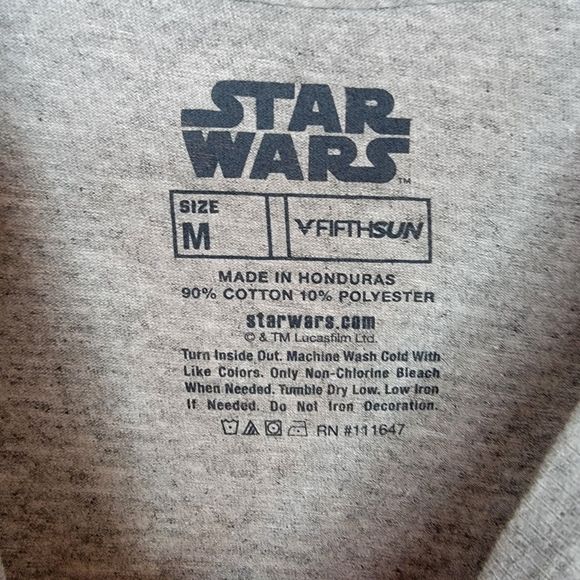 STAR
WARS™
SIZE
M
FIFTHSUN
MADE IN HONDURAS
90% COTTON 10% POLYESTER
starwars.com
© & TM Lucasfilm Ltd.
Turn Inside Out. Machine Wash Cold With
Like Colors. Only Non-Chlorine Bleach
When Needed. Tumble Dry Low. Low Iron
If Needed. Do Not Iron Decoration.
RN #111647